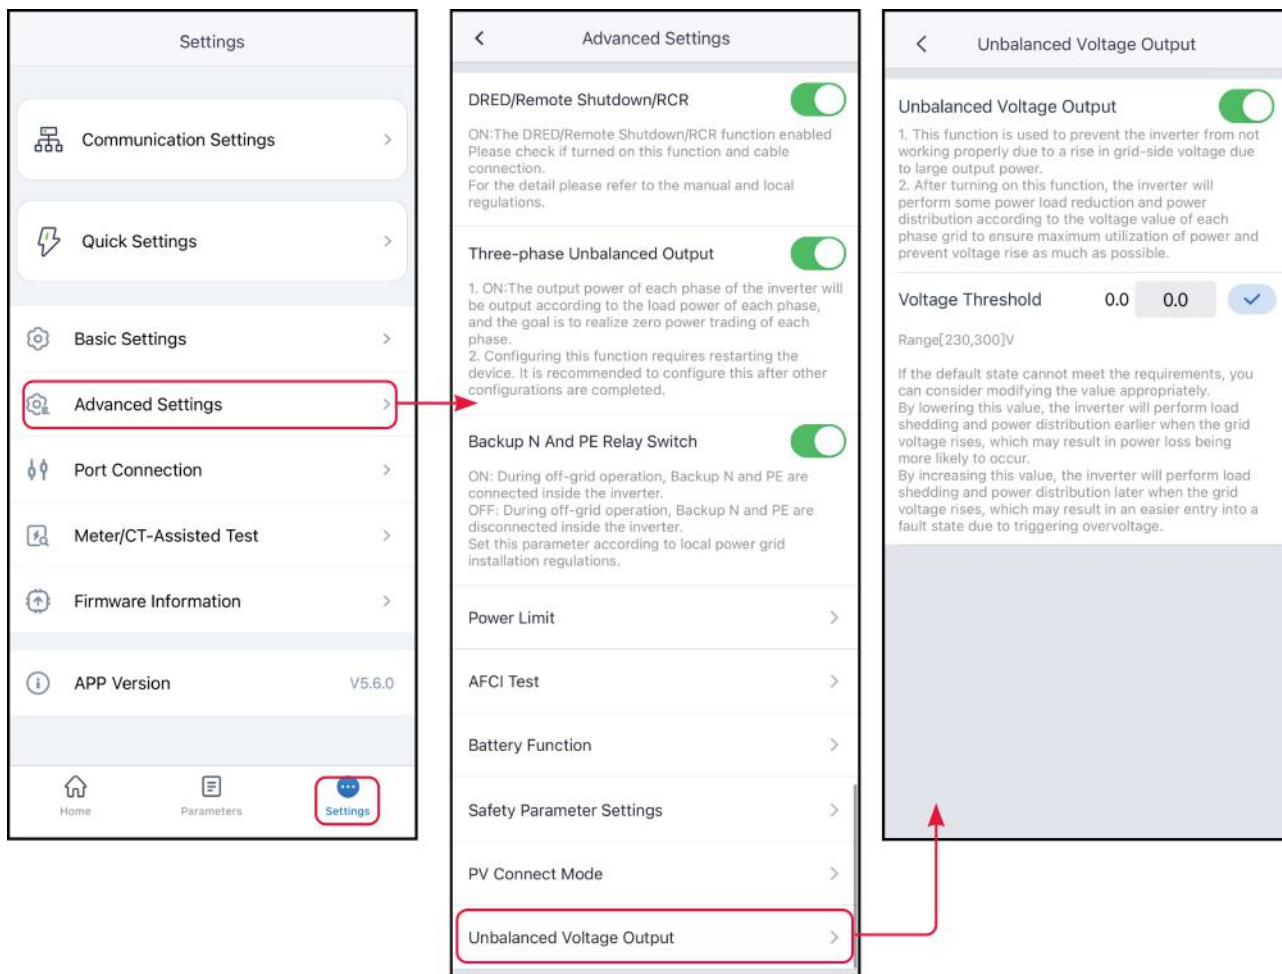 Settings
Communication Settings
Quick Settings
Basic Settings
Advanced Settings
Port Connection
Meter/CT-Assisted Test
Firmware Information
APP Version V5.6.0
Home Parameters Settings
Advanced Settings
DRED/Remote Shutdown/RCR
ON:The DRED/Remote Shutdown/RCR function enabled
Please check if turned on this function and cable
connection.
For the detail please refer to the manual and local
regulations.
Three-phase Unbalanced Output
1. ON:The output power of each phase of the inverter will
be output according to the load power of each phase,
and the goal is to realize zero power trading of each
phase.
2. Configuring this function requires restarting the
device. It is recommended to configure this after other
configurations are completed.
Backup N And PE Relay Switch
ON: During off-grid operation, Backup N and PE are
connected inside the inverter.
OFF: During off-grid operation, Backup N and PE are
disconnected inside the inverter.
Set this parameter according to local power grid
installation regulations.
Power Limit
AFCI Test
Battery Function
Safety Parameter Settings
PV Connect Mode
Unbalanced Voltage Output
Unbalanced Voltage Output
Unbalanced Voltage Output
1. This function is used to prevent the inverter from not
working properly due to a rise in grid-side voltage due
to large output power.
2. After turning on this function, the inverter will
perform some power load reduction and power
distribution according to the voltage value of each
phase grid to ensure maximum utilization of power and
prevent voltage rise as much as possible.
Voltage Threshold 0.0 0.0
Range[230,300]V
If the default state cannot meet the requirements, you
can consider modifying the value appropriately.
By lowering this value, the inverter will perform load
shedding and power distribution earlier when the grid
voltage rises, which may result in power loss being
more likely to occur.
By increasing this value, the inverter will perform load
shedding and power distribution later when the grid
voltage rises, which may result in an easier entry into a
fault state due to triggering overvoltage.